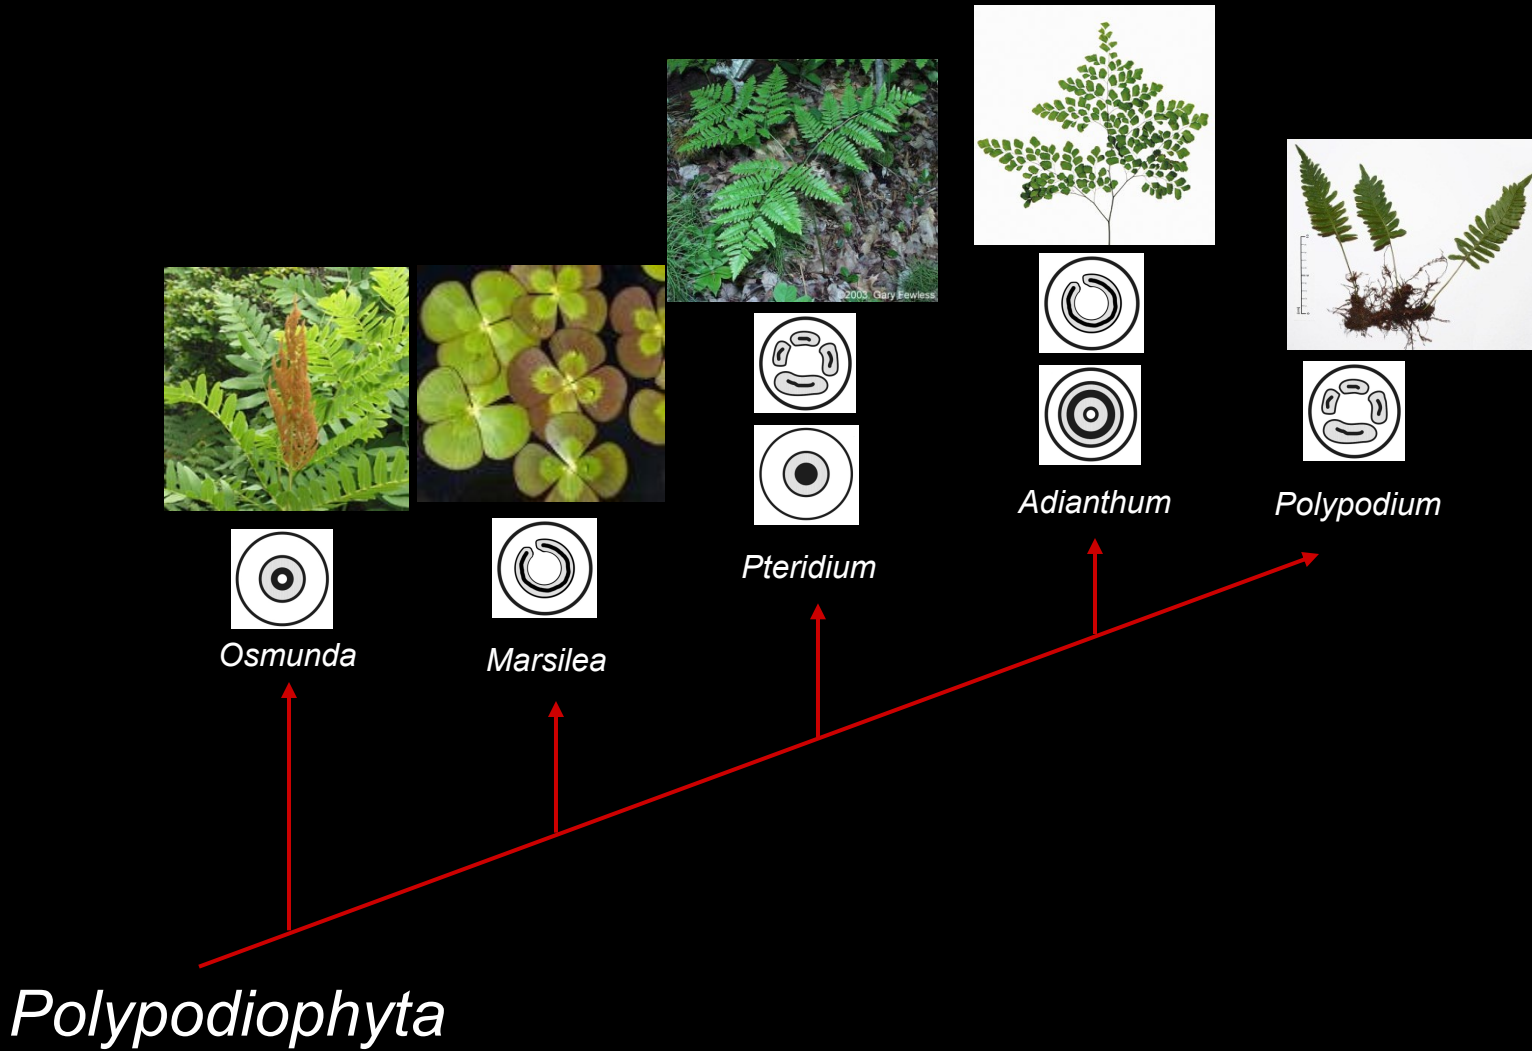 ©2003 Gary Fewless
Adianthum
Polypodium
Pteridium
Osmunda
Marsilea
Polypodiophyta